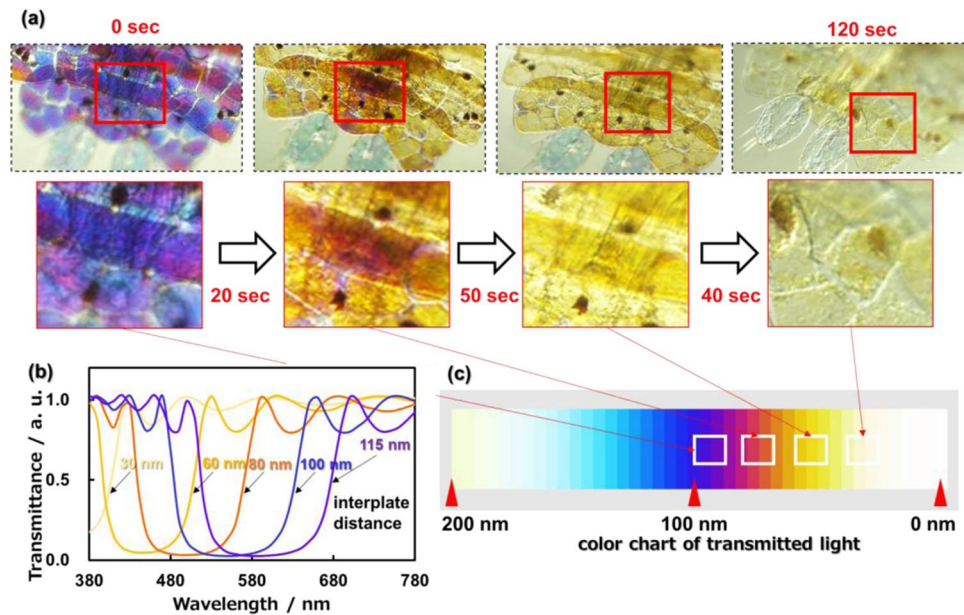 (a)
0 sec
120 sec
20 sec
50 sec
40 sec
(b)
Transmittance / a. u.
1.0
0.5
0.0
30 nm
60 nm
80 nm
100 nm
115 nm
interplate
distance
380
480
580
680
780
Wavelength / nm
(c)
200 nm
100 nm
0 nm
color chart of transmitted light